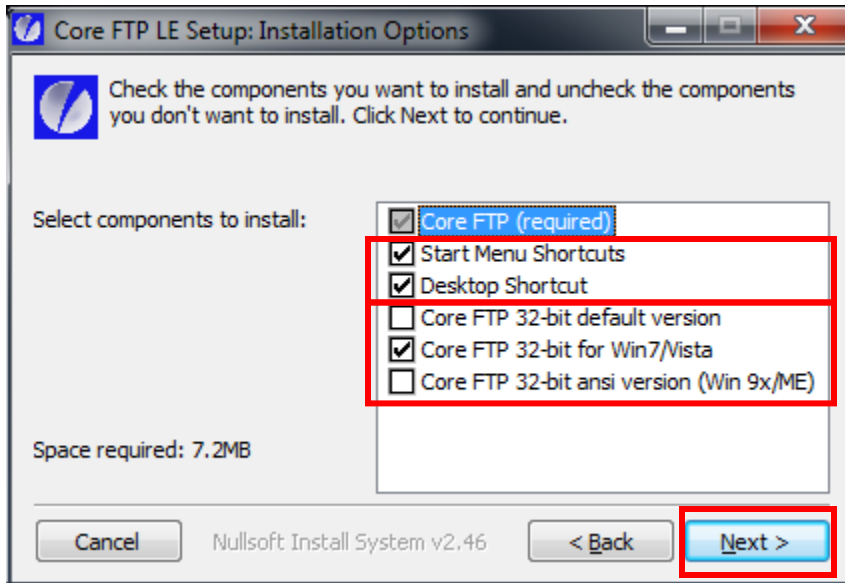 Core FTP LE Setup: Installation Options
Check the components you want to install and uncheck the components
you don't want to install. Click Next to continue.
Select components to install:
Core FTP (required)
Start Menu Shortcuts
Desktop Shortcut
Core FTP 32-bit default version
Core FTP 32-bit for Win7/Vista
Core FTP 32-bit ansi version (Win 9x/ME)
Space required: 7.2MB
Cancel
Nullsoft Install System v2.46
< Back
Next >